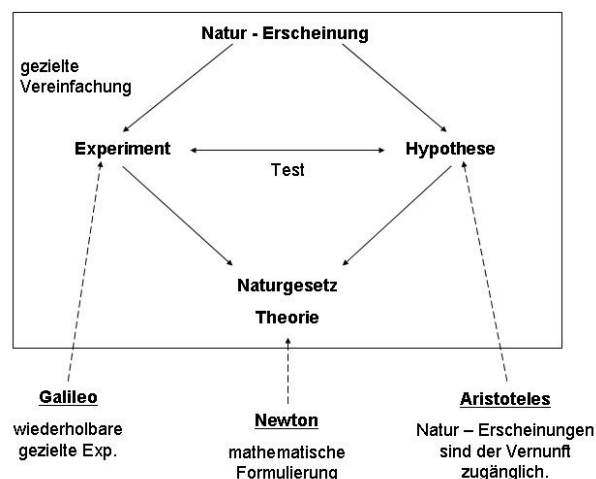 Natur - Erscheinung
gezielte
Vereinfachung
Experiment
Hypothese
Test
Naturgesetz
Theorie
Galileo
wiederholbare
gezielte Exp.
Newton
mathematische
Formulierung
Aristoteles
Natur – Erscheinungen
sind der Vernunft
zugänglich.